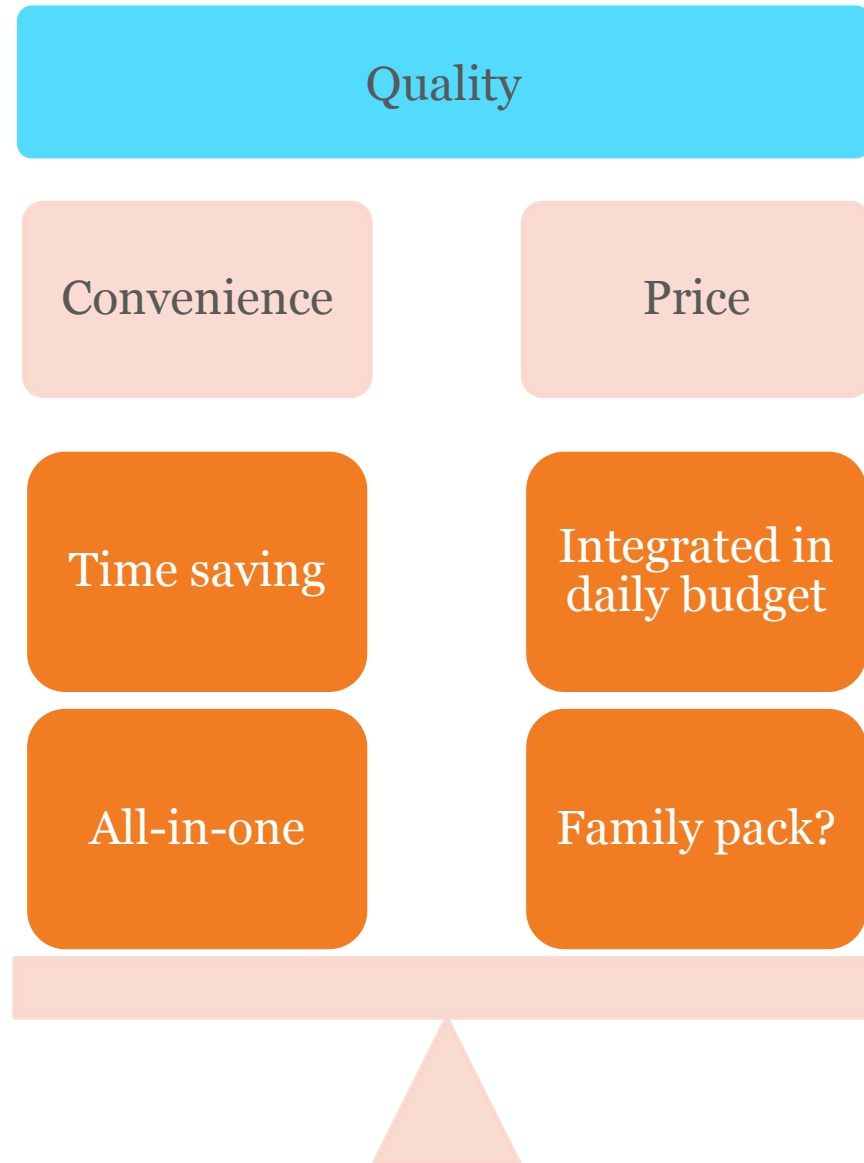 Quality
Convenience
Price
Time saving
Integrated in
daily budget
All-in-one
Family pack?